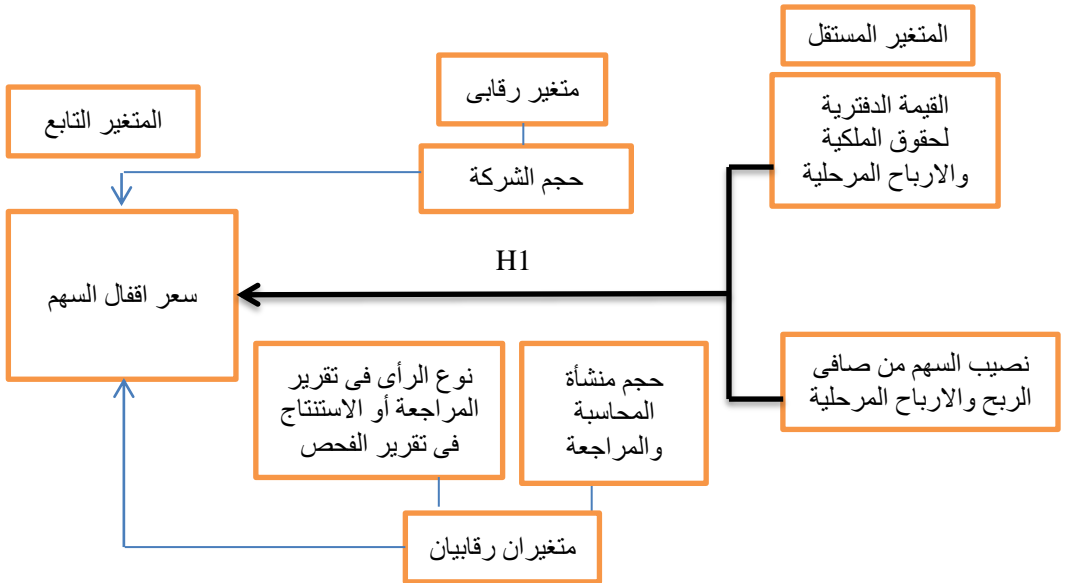 المتغير المستقل
القيمة الدفترية
لحقوق الملكية
والارباح المرحلية
متغير رقابى
حجم الشركة
المتغير التابع
سعر اقفال السهم
H1
نصيب السهم من صافى
الربح والارباح المرحلية
حجم منشأة
المحاسبة
والمراجعة
نوع الرأى فى تقرير
المراجعة أو الاستنتاج
فى تقرير الفحص
متغيران رقابيان